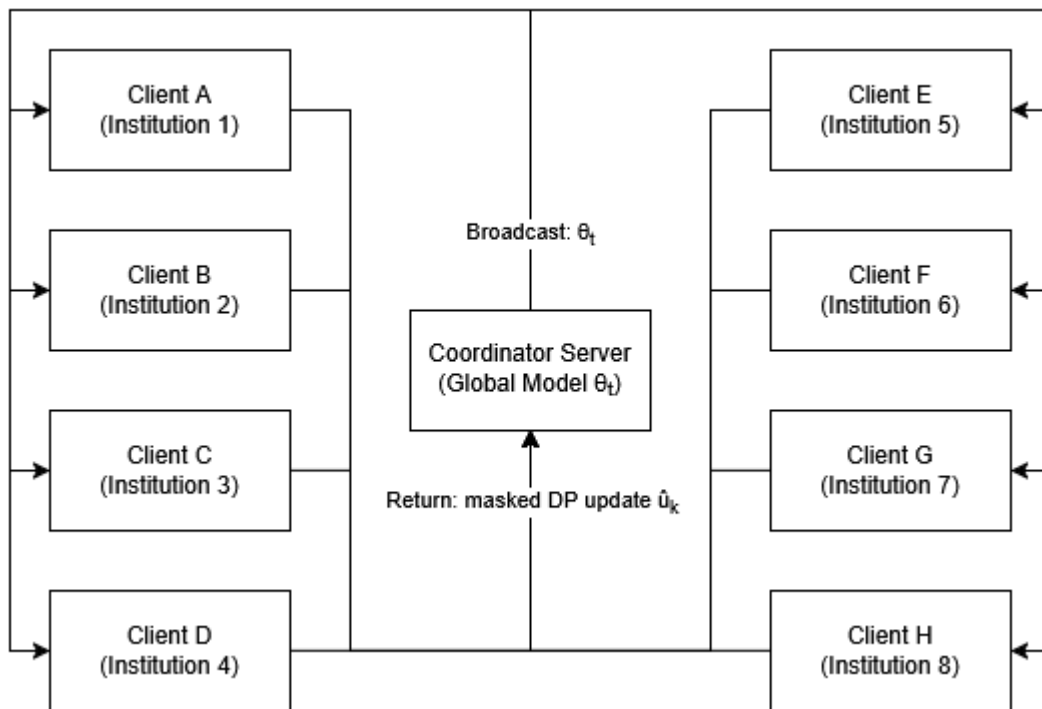 Client A
(Institution 1)
Client E
(Institution 5)
Broadcast: θₜ
Client B
(Institution 2)
Client F
(Institution 6)
Coordinator Server
(Global Model θₜ)
Client C
(Institution 3)
Client G
(Institution 7)
Return: masked DP update ûₖ
Client D
(Institution 4)
Client H
(Institution 8)